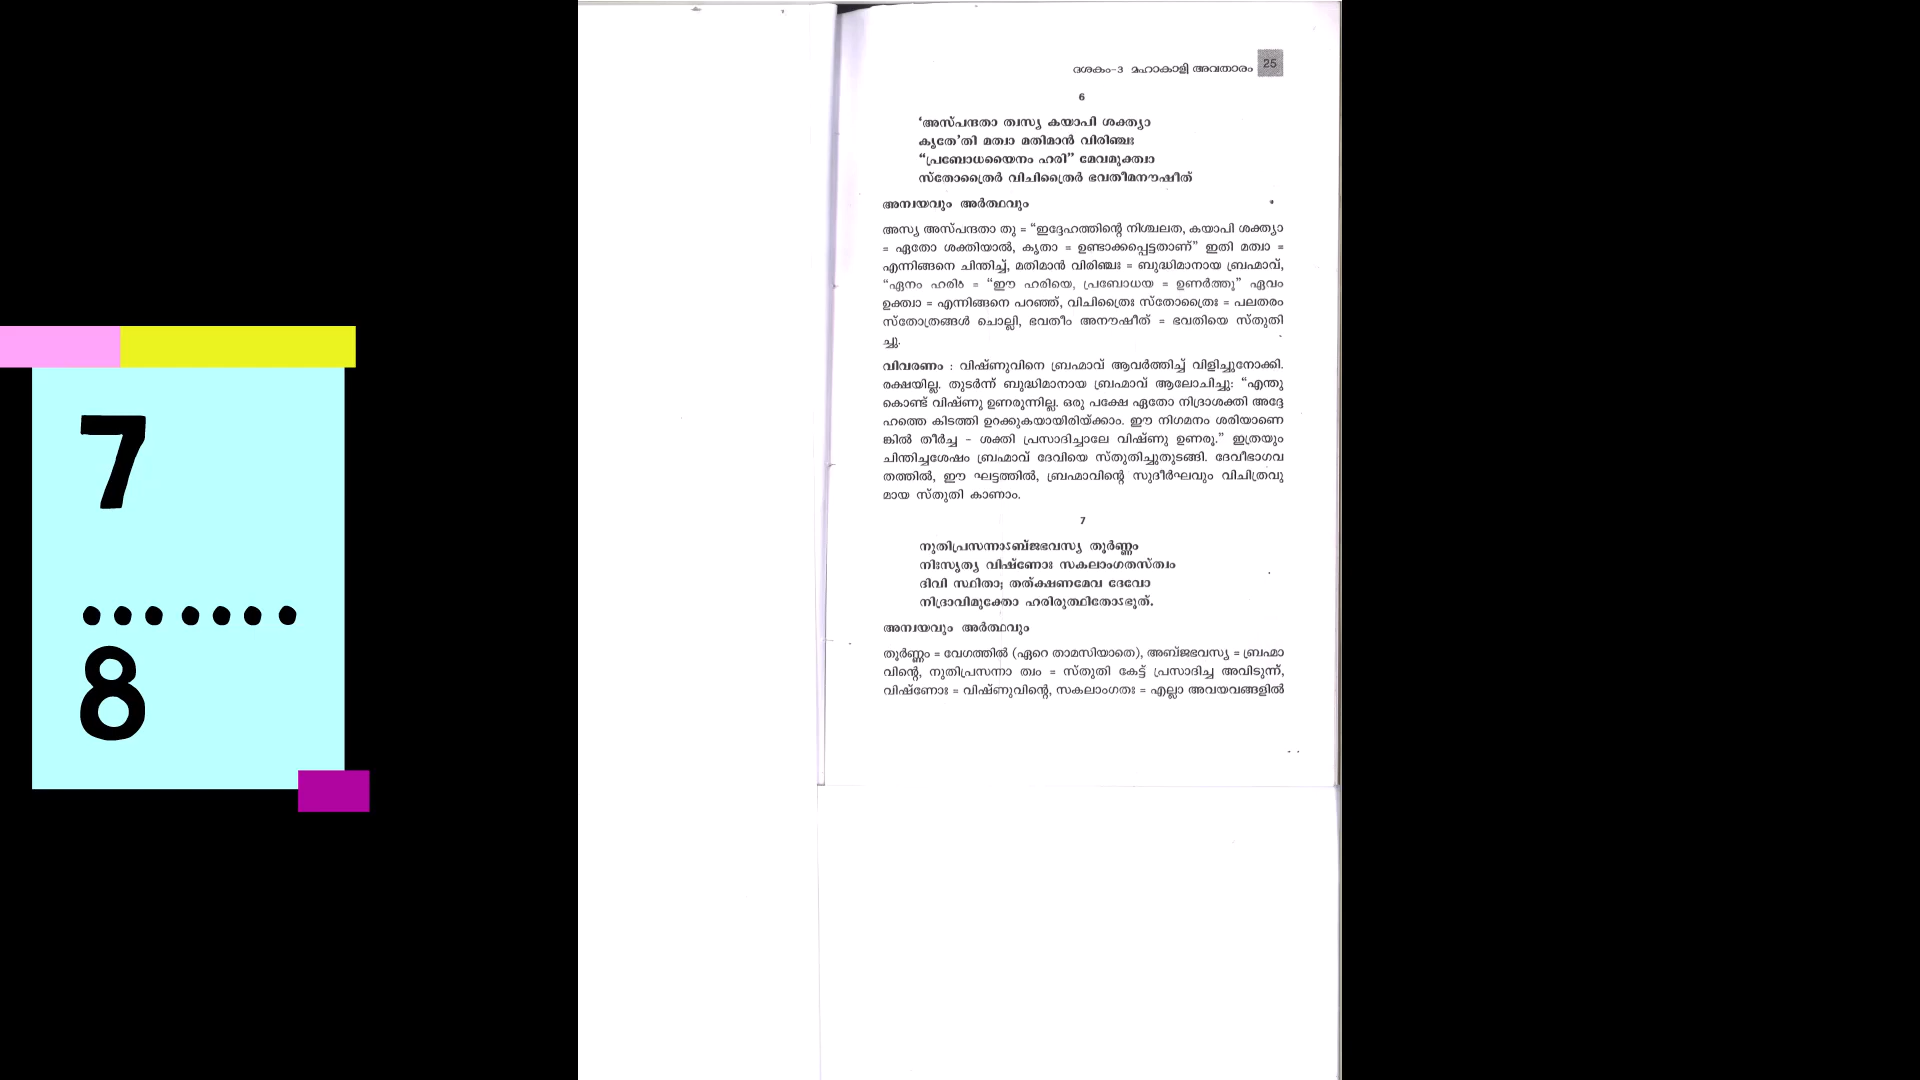 7
.......
8
ദശകം-3 മഹാകാളി അവതാരം 25
6
‘അസ്പന്ദതാ ത്വസ്യ കയാപി ശക്ത്യാ
കൃതേ’തി മത്വാ മതിമാൻ വിരിഞ്ചഃ
“പ്രബോധയൈനം ഹരി” മേവമുക്ത്വാ
സ്തോത്രൈർ വിചിത്രൈർ ഭവതീമനൗഷീത്
അന്വയവും അർത്ഥവും
അസ്യ അസ്പന്ദതാ തു = “ഇദ്ദേഹത്തിന്റെ നിശ്ചലത, കയാപി ശക്ത്യാ
= ഏതോ ശക്തിയാൽ, കൃതാ = ഉണ്ടാക്കപ്പെട്ടതാണ്” ഇതി മത്വാ =
എന്നിങ്ങനെ ചിന്തിച്ച്, മതിമാൻ വിരിഞ്ചഃ = ബുദ്ധിമാനായ ബ്രഹ്മാവ്,
“ഏനം ഹരിം = “ഈ ഹരിയെ, പ്രബോധയ = ഉണർത്തൂ” ഏവം
ഉക്ത്വാ = എന്നിങ്ങനെ പറഞ്ഞ്, വിചിത്രൈഃ സ്തോത്രൈഃ = പലതരം
സ്തോത്രങ്ങൾ ചൊല്ലി, ഭവതീം അനൗഷീത് = ഭവതിയെ സ്തുതി
ച്ചു.
വിവരണം : വിഷ്ണുവിനെ ബ്രഹ്മാവ് ആവർത്തിച്ച് വിളിച്ചുനോക്കി.
രക്ഷയില്ല. തുടർന്ന് ബുദ്ധിമാനായ ബ്രഹ്മാവ് ആലോചിച്ചു: “എന്തു
കൊണ്ട് വിഷ്ണു ഉണരുന്നില്ല. ഒരു പക്ഷേ ഏതോ നിദ്രാശക്തി അദ്ദേ
ഹത്തെ കിടത്തി ഉറക്കുകയായിരിയ്ക്കാം. ഈ നിഗമനം ശരിയാണെ
ങ്കിൽ തീർച്ച – ശക്തി പ്രസാദിച്ചാലേ വിഷ്ണു ഉണരൂ.” ഇത്രയും
ചിന്തിച്ചശേഷം ബ്രഹ്മാവ് ദേവിയെ സ്തുതിച്ചുതുടങ്ങി. ദേവീഭാഗവ
തത്തിൽ, ഈ ഘട്ടത്തിൽ, ബ്രഹ്മാവിന്റെ സുദീർഘവും വിചിത്രവു
മായ സ്തുതി കാണാം.
7
നുതിപ്രസന്നാഽബ്ജഭവസ്യ തൂർണ്ണം
നിഃസൃത്യ വിഷ്ണോഃ സകലാംഗതസ്ത്വം
ദിവി സ്ഥിതാ; തത്ക്ഷണമേവ ദേവോ
നിദ്രാവിമുക്തോ ഹരിരുത്ഥിതോഽഭൂത്.
അന്വയവും അർത്ഥവും
തൂർണ്ണം = വേഗത്തിൽ (ഏറെ താമസിയാതെ), അബ്ജഭവസ്യ = ബ്രഹ്മാ
വിന്റെ, നുതിപ്രസന്നാ ത്വം = സ്തുതി കേട്ട് പ്രസാദിച്ച അവിടുന്ന്,
വിഷ്ണോഃ = വിഷ്ണുവിന്റെ, സകലാംഗതഃ = എല്ലാ അവയവങ്ങളിൽ